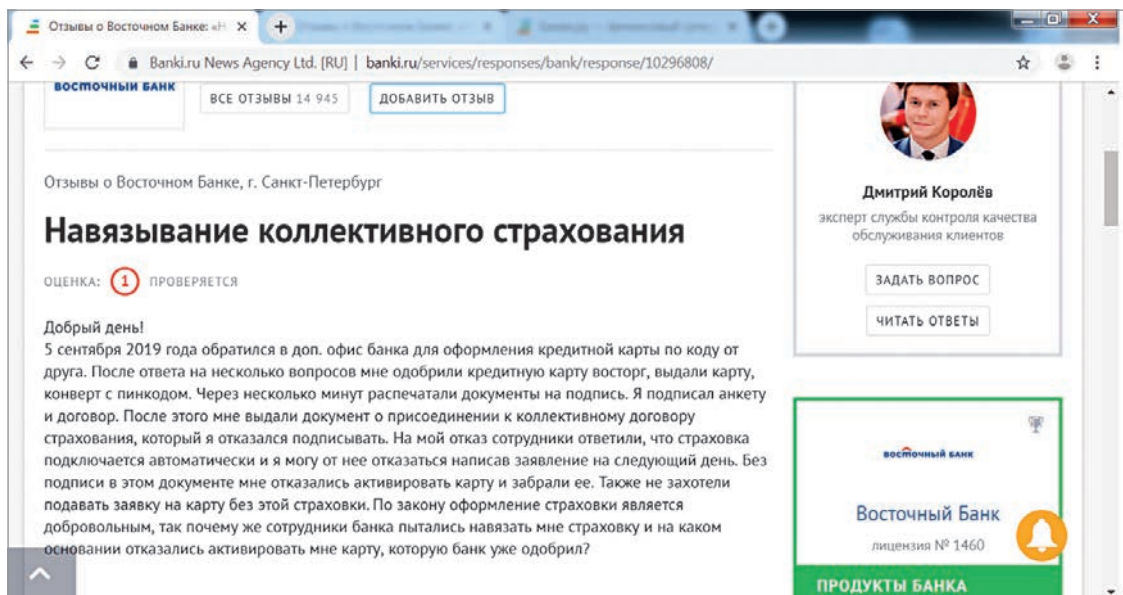 Отзывы о Восточном Банке: «Н
Banki.ru News Agency Ltd. [RU] | banki.ru/services/responses/bank/response/10296808/
восточный банк
ВСЕ ОТЗЫВЫ 14 945
ДОБАВИТЬ ОТЗЫВ
Отзывы о Восточном Банке, г. Санкт-Петербург
Навязывание коллективного страхования
ОЦЕНКА: 1 ПРОВЕРЯЕТСЯ
Добрый день!
5 сентября 2019 года обратился в доп. офис банка для оформления кредитной карты по коду от
друга. После ответа на несколько вопросов мне одобрили кредитную карту восторг, выдали карту,
конверт с пинкодом. Через несколько минут распечатали документы на подпись. Я подписал анкету
и договор. После этого мне выдали документ о присоединении к коллективному договору
страхования, который я отказался подписывать. На мой отказ сотрудники ответили, что страховка
подключается автоматически и я могу от нее отказаться написав заявление на следующий день. Без
подписи в этом документе мне отказались активировать карту и забрали ее. Также не захотели
подавать заявку на карту без этой страховки. По закону оформление страховки является
добровольным, так почему же сотрудники банка пытались навязать мне страховку и на каком
основании отказались активировать мне карту, которую банк уже одобрил?
Дмитрий Королёв
эксперт службы контроля качества
обслуживания клиентов
ЗАДАТЬ ВОПРОС
ЧИТАТЬ ОТВЕТЫ
восточный банк
Восточный Банк
лицензия № 1460
ПРОДУКТЫ БАНКА